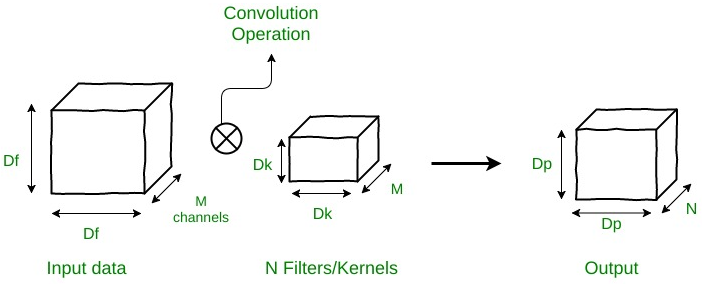 Convolution
Operation
Df
Df
M
channels
Dk
Dk
M
Dp
Dp
N
Input data
N Filters/Kernels
Output